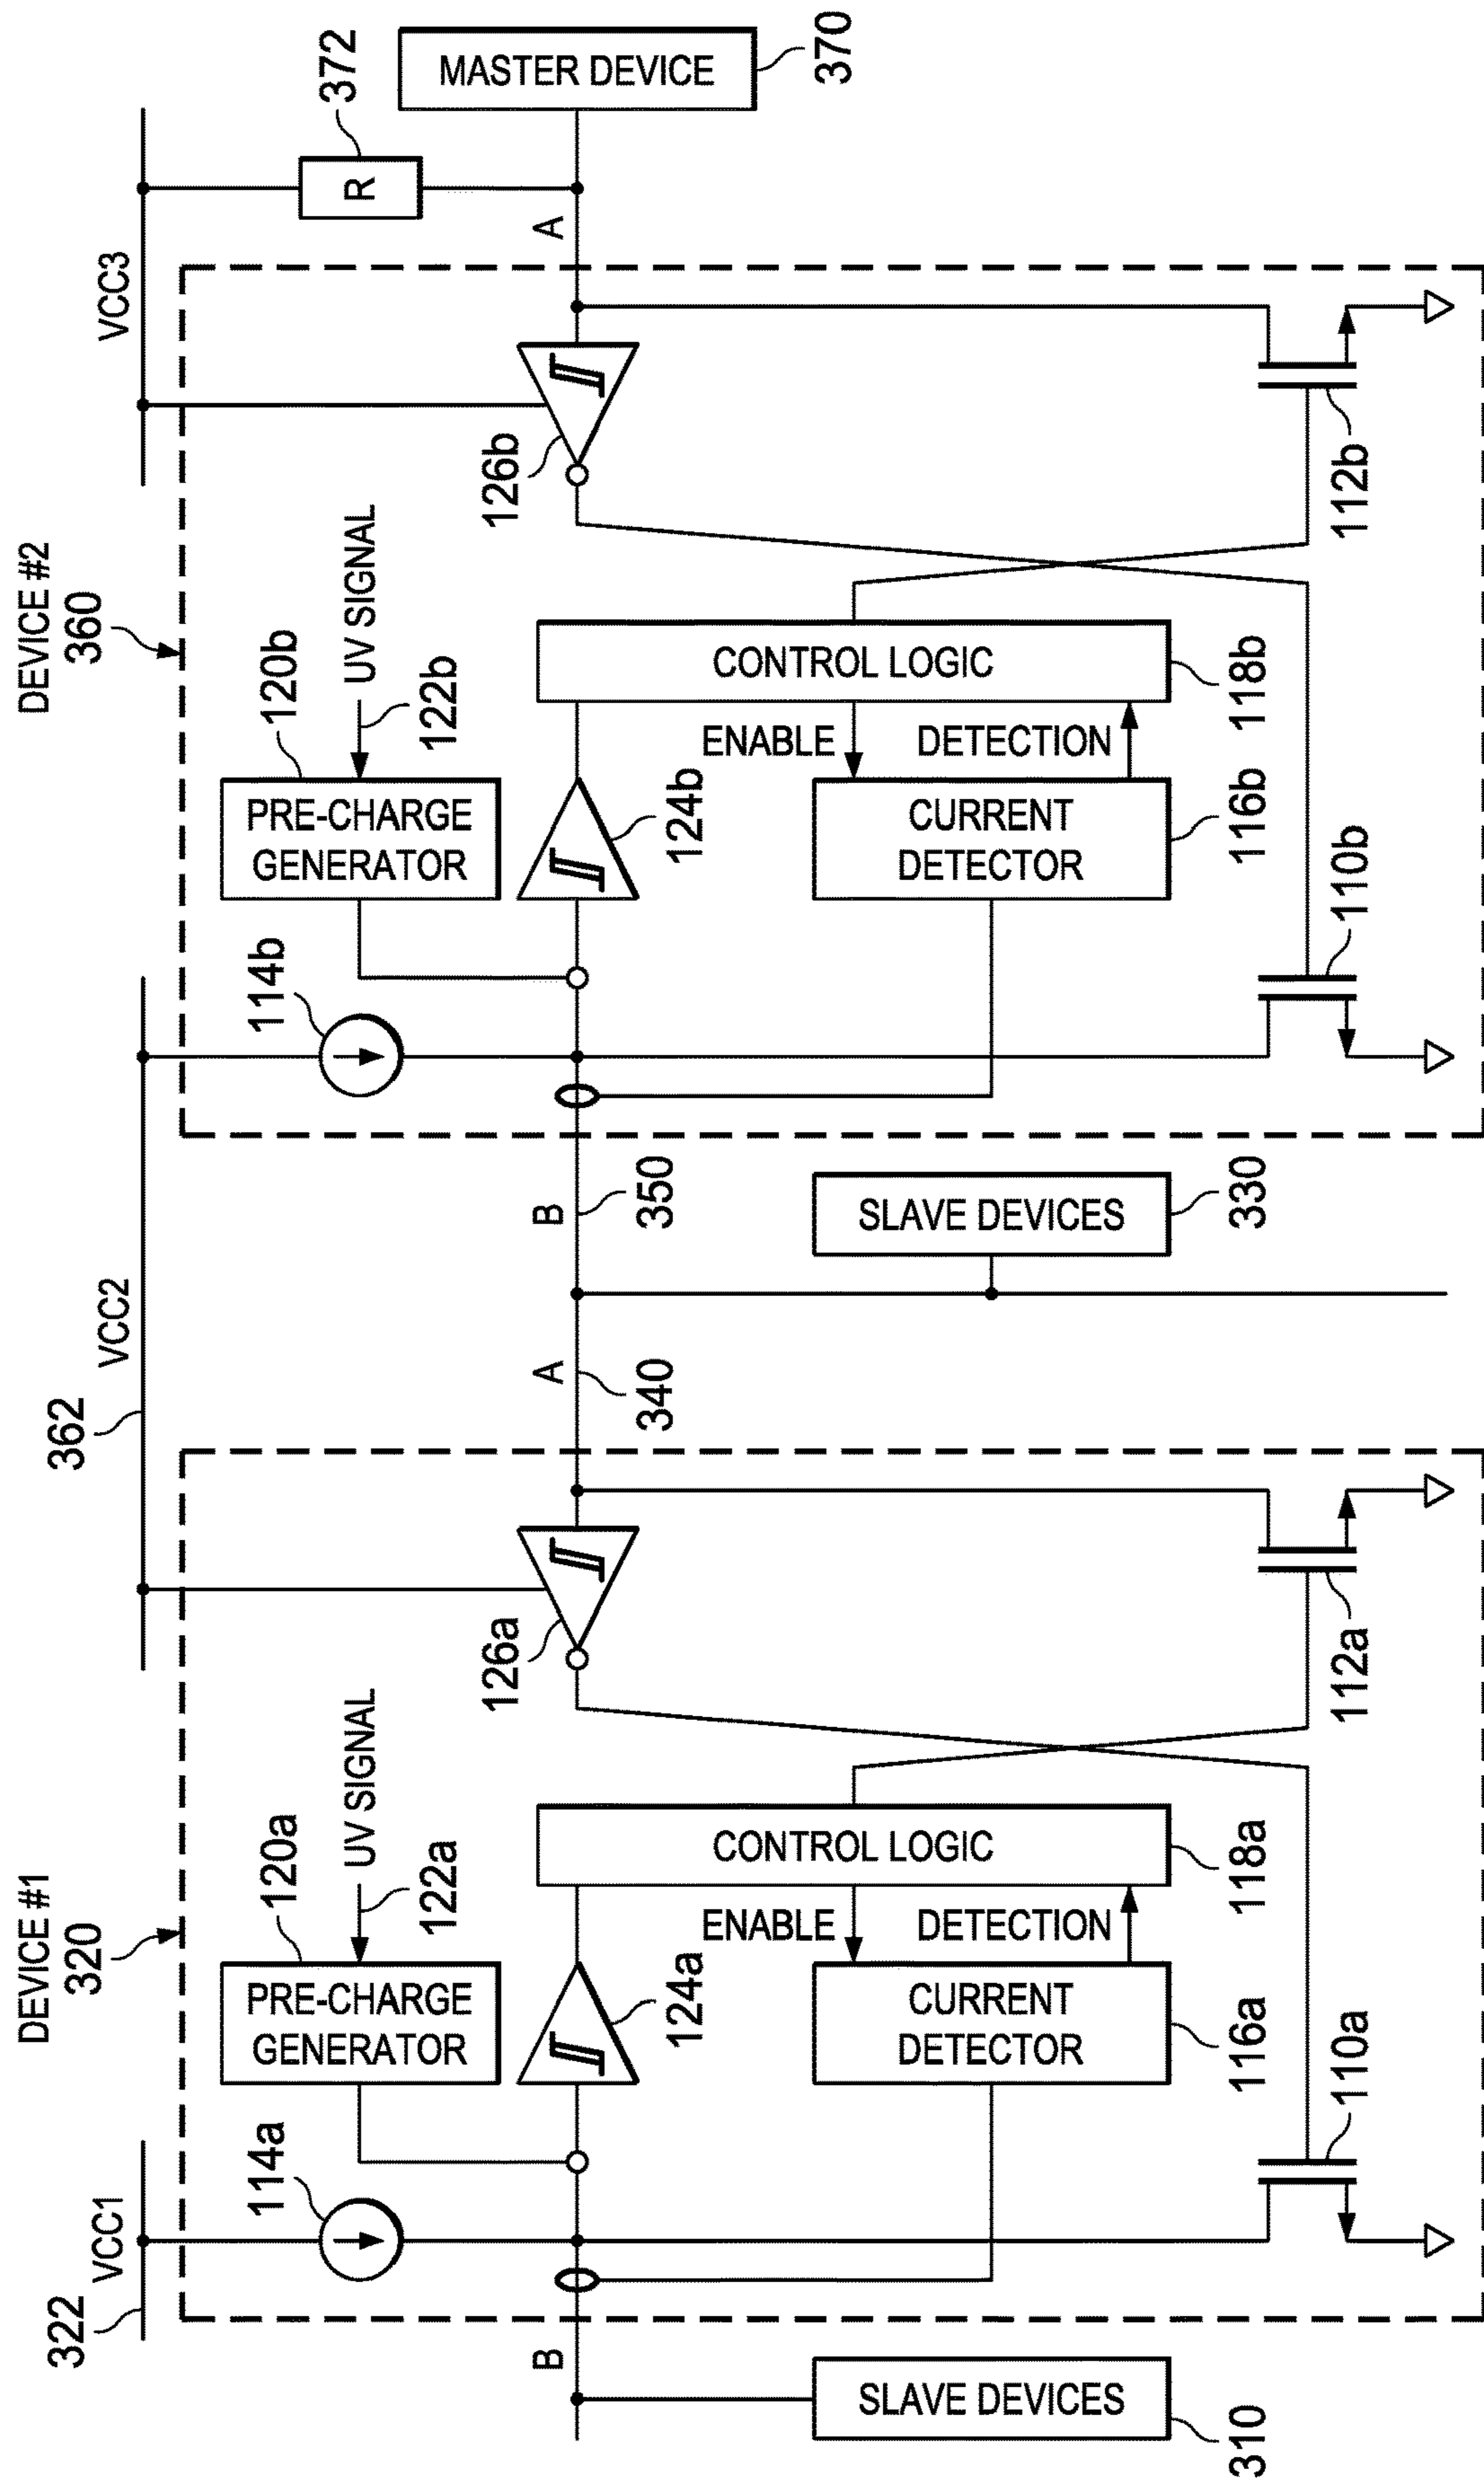 DEVICE #1
320
DEVICE #2
360
322
VCC1
362
VCC2
VCC3
114a
120a
PRE-CHARGE
GENERATOR
UV SIGNAL
122a
114b
120b
PRE-CHARGE
GENERATOR
UV SIGNAL
122b
R
372
B
124a
126a
A
340
B
350
124b
126b
A
MASTER DEVICE
370
CONTROL LOGIC
118a
ENABLE
DETECTION
CURRENT
DETECTOR
116a
CONTROL LOGIC
118b
ENABLE
DETECTION
CURRENT
DETECTOR
116b
SLAVE DEVICES
310
SLAVE DEVICES
330
110a
112a
110b
112b